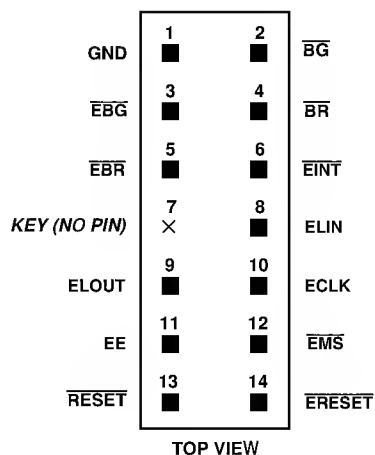 1 2
GND BG
3 4
EBG BR
5 6
EBR EINT
7 8
KEY (NO PIN) × ELIN
9 10
ELOUT ECLK
11 12
EE EMS
13 14
RESET ERESET
TOP VIEW